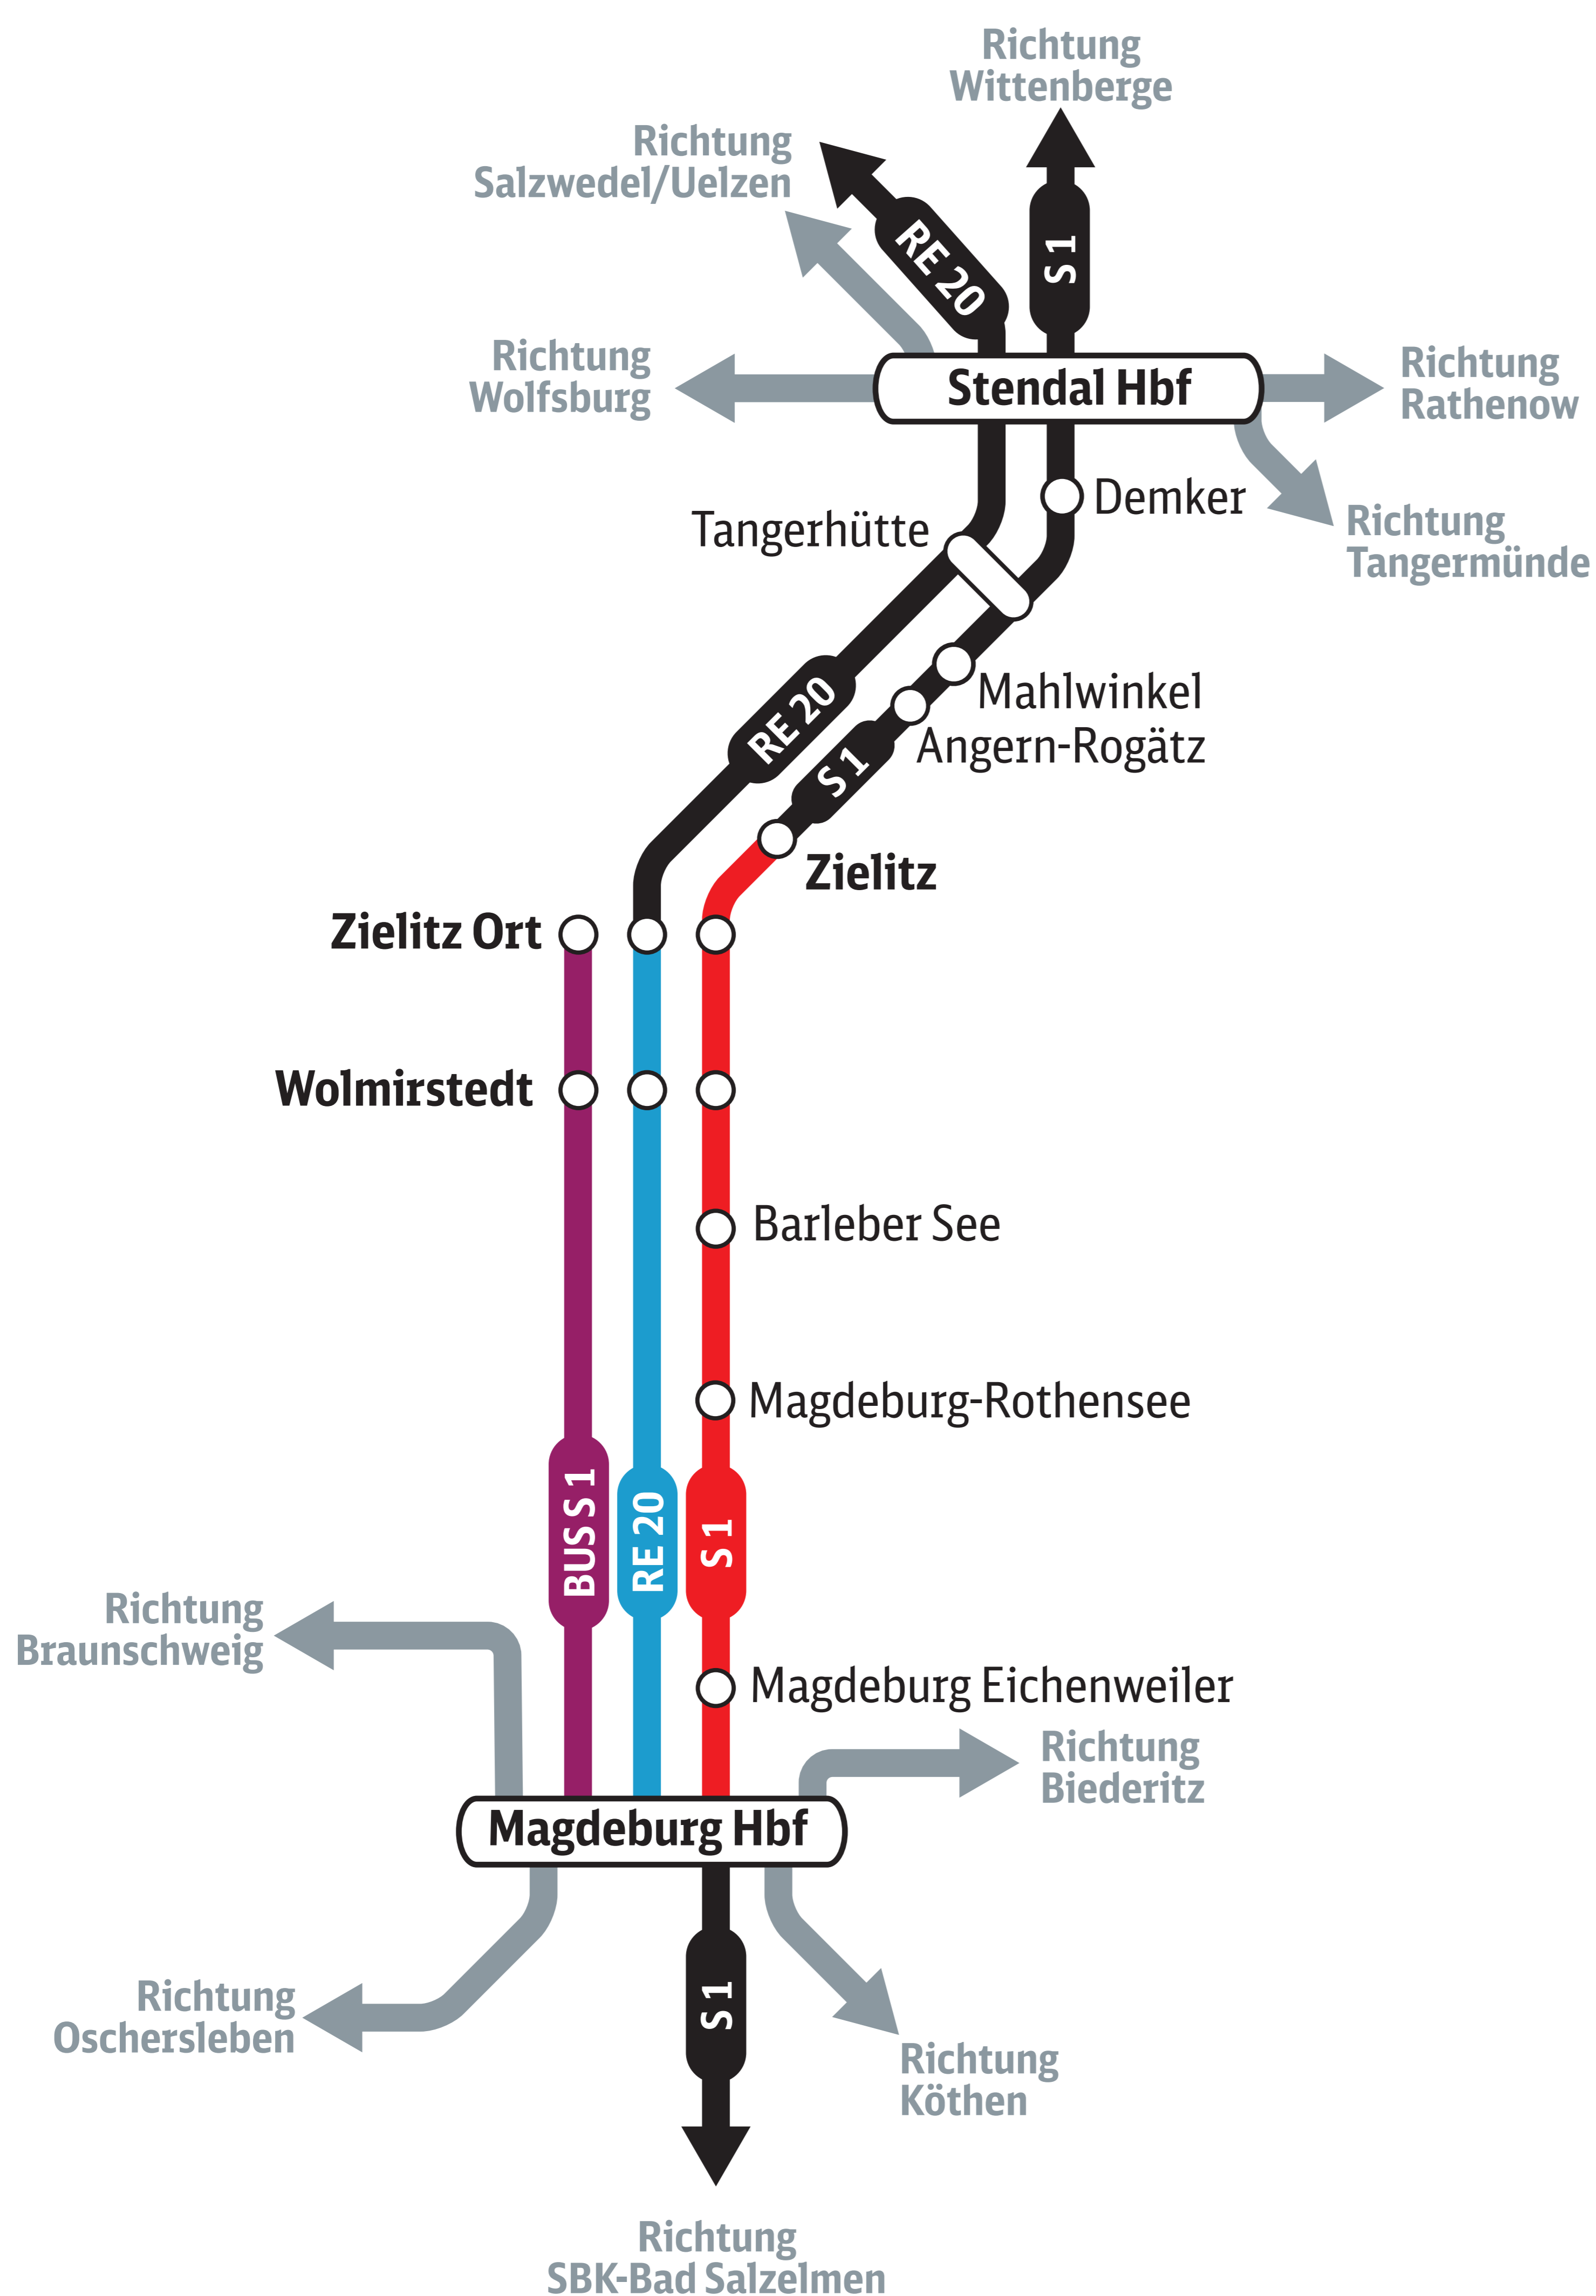 Richtung
Wittenberge
Richtung
Salzwedel/Uelzen
RE 20
S 1
Richtung
Wolfsburg
Stendal Hbf
Richtung
Rathenow
Demker
Tangerhütte
Richtung
Tangermünde
RE 20
Mahlwinkel
Angern-Rogätz
S 1
Zielitz
Zielitz Ort
Wolmirstedt
Barleber See
Magdeburg-Rothensee
BUS S 1
RE 20
S 1
Richtung
Braunschweig
Magdeburg Eichenweiler
Richtung
Biederitz
Magdeburg Hbf
Richtung
Oschersleben
S 1
Richtung
Köthen
Richtung
SBK-Bad Salzelmen